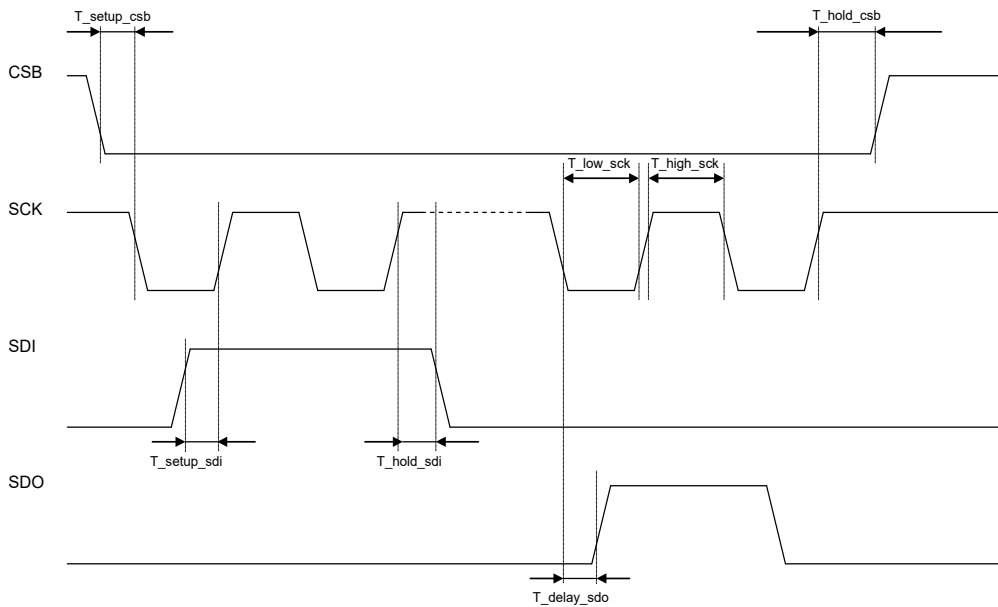 T_setup_csb
T_hold_csb
CSB
T_low_sck
T_high_sck
SCK
SDI
T_setup_sdi
T_hold_sdi
SDO
T_delay_sdo